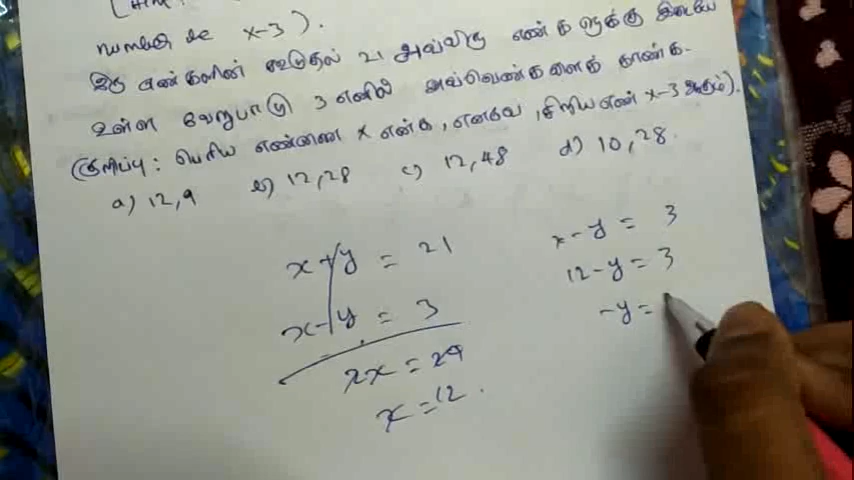 number be x-3).
இரு எண்களின் கூடுதல் 21 அவ்விரு எண்களுக்கு இடையே
உள்ள வேறுபாடு 3 எனில் அவ்வெண்களைக் காண்க.
(குறிப்பு: பெரிய எண்ணை x என்க, எனவே, சிறிய எண் x-3 ஆகும்).
a) 12,9 b) 12,28 c) 12,48 d) 10,28.
x+y = 21
x-y = 3
2x = 24
x = 12.
x-y = 3
12-y = 3
-y =